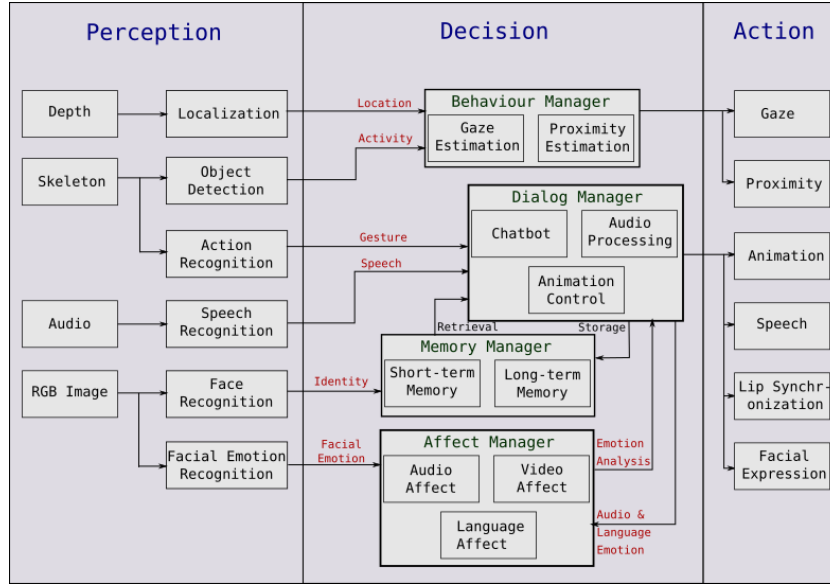 Perception
Decision
Action
Depth
Localization
Location
Behaviour Manager
Gaze
Estimation
Proximity
Estimation
Gaze
Activity
Skeleton
Object
Detection
Proximity
Dialog Manager
Chatbot
Audio
Processing
Action
Recognition
Gesture
Animation
Speech
Animation
Control
Audio
Speech
Recognition
Speech
Retrieval
Storage
Memory Manager
Short-term
Memory
Long-term
Memory
RGB Image
Face
Recognition
Identity
Lip Synchr-
onization
Facial Emotion
Recognition
Facial
Emotion
Affect Manager
Audio
Affect
Video
Affect
Language
Affect
Emotion
Analysis
Audio &
Language
Emotion
Facial
Expression